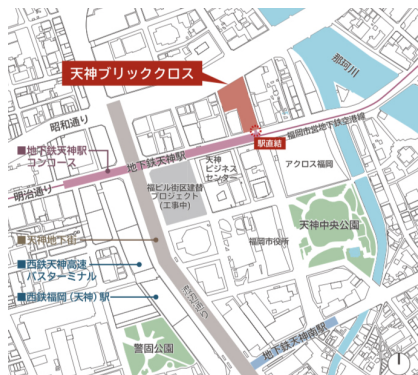 天神ブリッククロス
那珂川
昭和通り
■地下鉄天神駅
コンコース
地下鉄天神駅
福岡市営地下鉄空港線
駅直結
明治通り
天神
ビジネス
センター
アクロス福岡
福ビル街区建替
プロジェクト
(工事中)
天神中央公園
■天神地下街
福岡市役所
■西鉄天神高速
バスターミナル
■西鉄福岡(天神)駅
きらめき通り
地下鉄天神南駅
警固公園